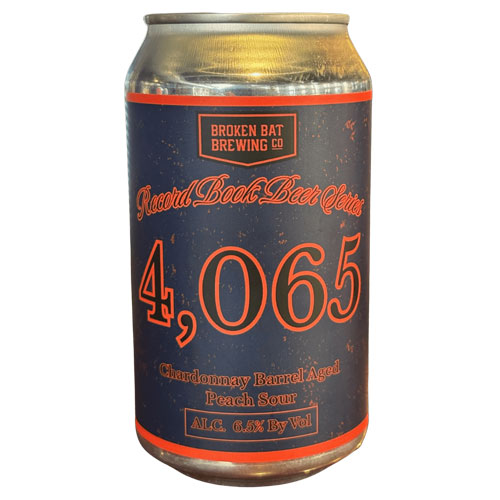 BROKEN BAT
BREWING CO
Record Book Beer Series
4,065
Chardonnay Barrel Aged
Peach Sour
ALC. 6.5% By Vol